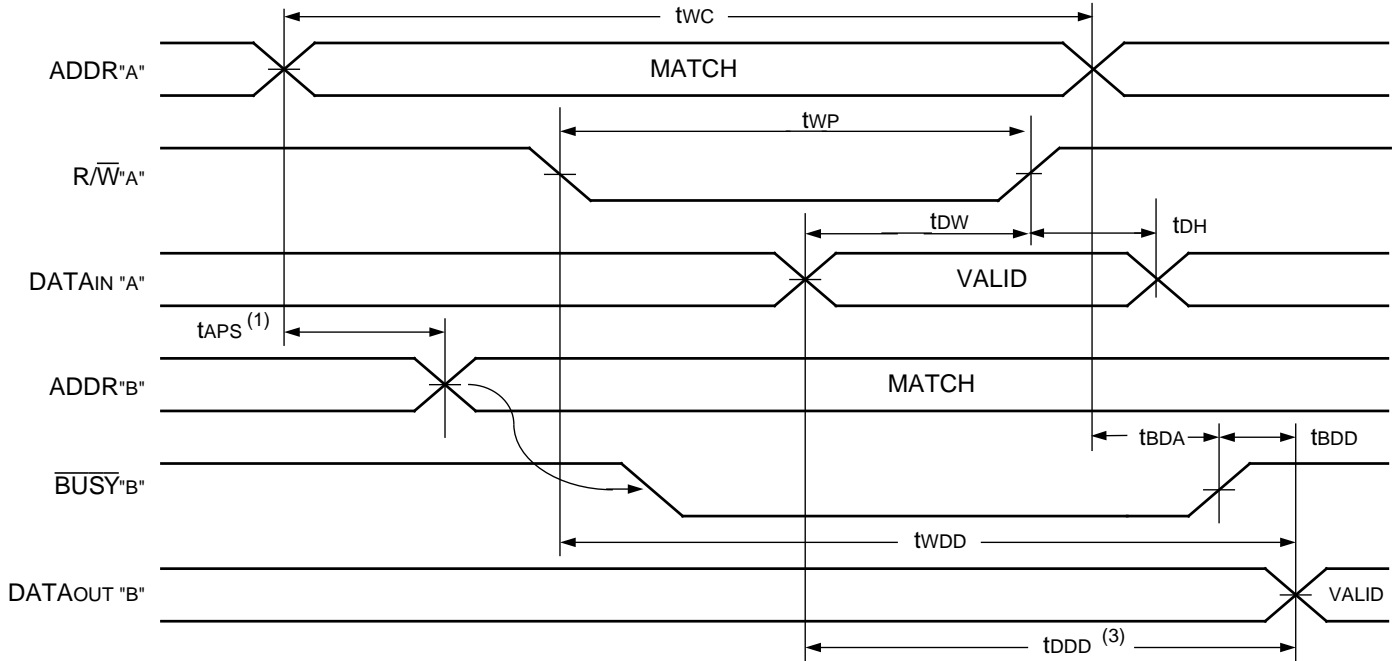 tWC
ADDR"A"
MATCH
tWP
R/W̅"A"
tDW
tDH
DATAIN "A"
VALID
tAPS (1)
ADDR"B"
MATCH
tBDA
tBDD
B̅U̅S̅Y̅"B"
tWDD
DATAOUT "B"
VALID
tDDD (3)